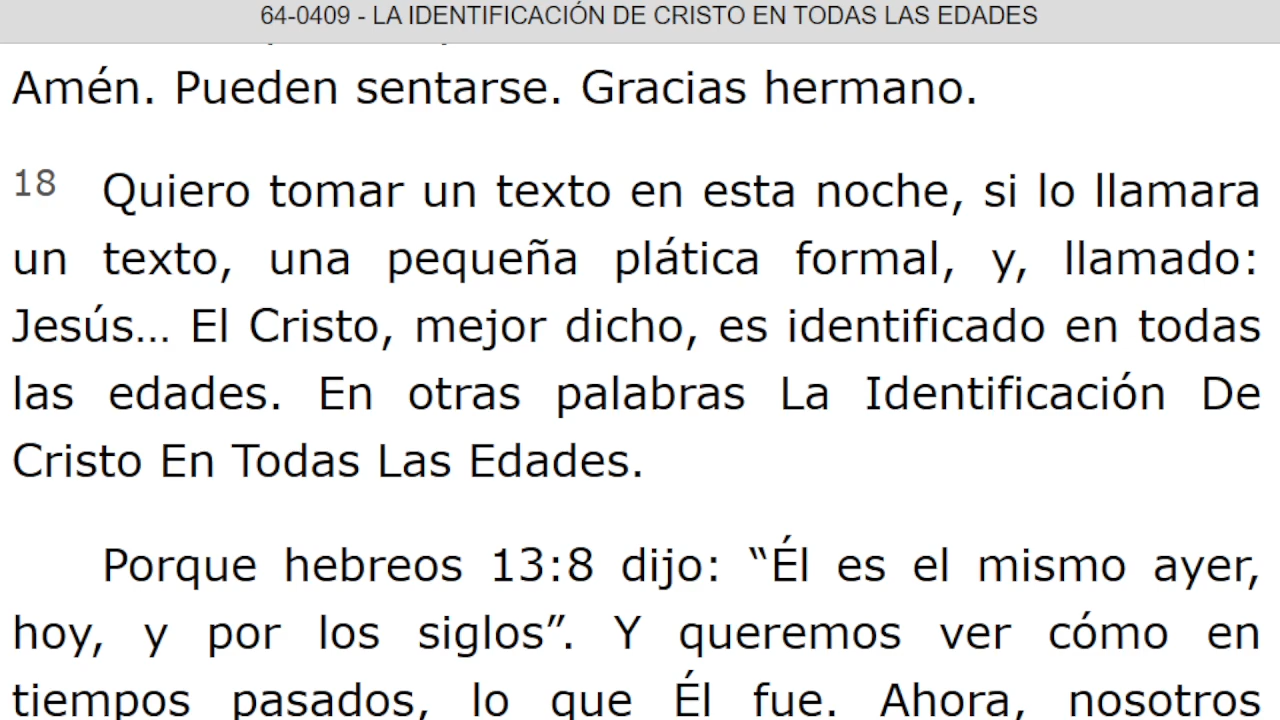 64-0409 - LA IDENTIFICACIÓN DE CRISTO EN TODAS LAS EDADES
Amén. Pueden sentarse. Gracias hermano.
18 Quiero tomar un texto en esta noche, si lo llamara
un texto, una pequeña plática formal, y, llamado:
Jesús... El Cristo, mejor dicho, es identificado en todas
las edades. En otras palabras La Identificación De
Cristo En Todas Las Edades.
Porque hebreos 13:8 dijo: “Él es el mismo ayer,
hoy, y por los siglos”. Y queremos ver cómo en
tiempos pasados, lo que Él fue. Ahora, nosotros